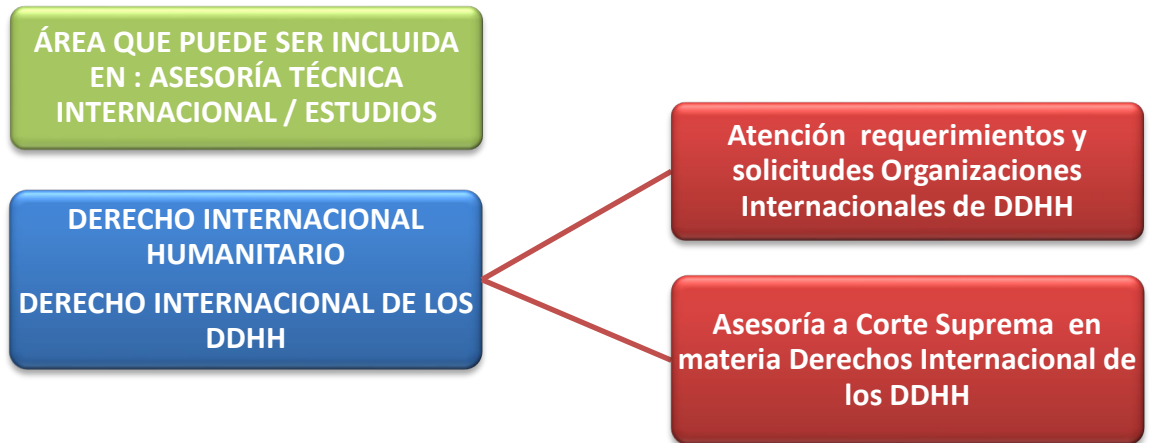 ÁREA QUE PUEDE SER INCLUIDA
EN : ASESORÍA TÉCNICA
INTERNACIONAL / ESTUDIOS
DERECHO INTERNACIONAL
HUMANITARIO
DERECHO INTERNACIONAL DE LOS
DDHH
Atención requerimientos y
solicitudes Organizaciones
Internacionales de DDHH
Asesoría a Corte Suprema en
materia Derechos Internacional de
los DDHH